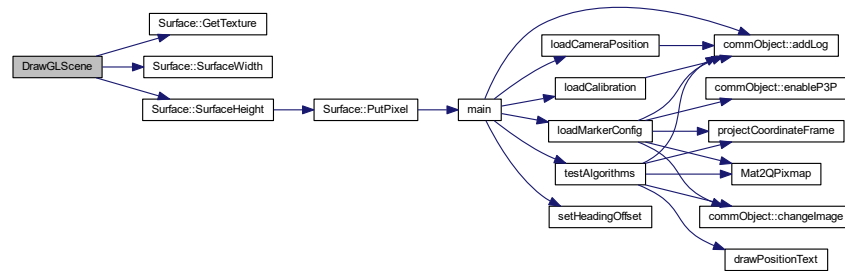 DrawGLScene
Surface::GetTexture
Surface::SurfaceWidth
Surface::SurfaceHeight
Surface::PutPixel
main
loadCameraPosition
loadCalibration
loadMarkerConfig
testAlgorithms
setHeadingOffset
commObject::addLog
commObject::enableP3P
projectCoordinateFrame
Mat2QPixmap
commObject::changeImage
drawPositionText